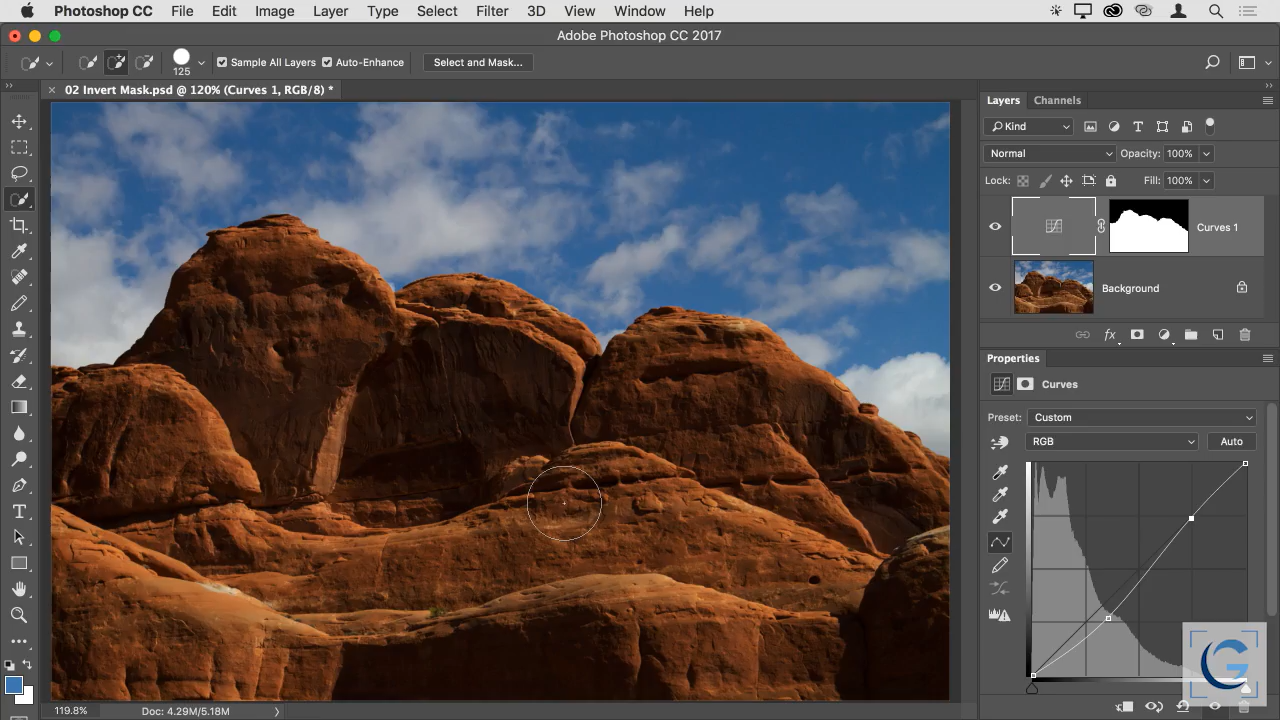 Photoshop CC File Edit Image Layer Type Select Filter 3D View Window Help
Adobe Photoshop CC 2017
125 Sample All Layers Auto-Enhance Select and Mask...
× 02 Invert Mask.psd @ 120% (Curves 1, RGB/8) *
Layers Channels
Kind
Normal Opacity: 100%
Lock: Fill: 100%
Curves 1
Background
fx
Properties
Curves
Preset: Custom
RGB Auto
119.8% Doc: 4.29M/5.18M